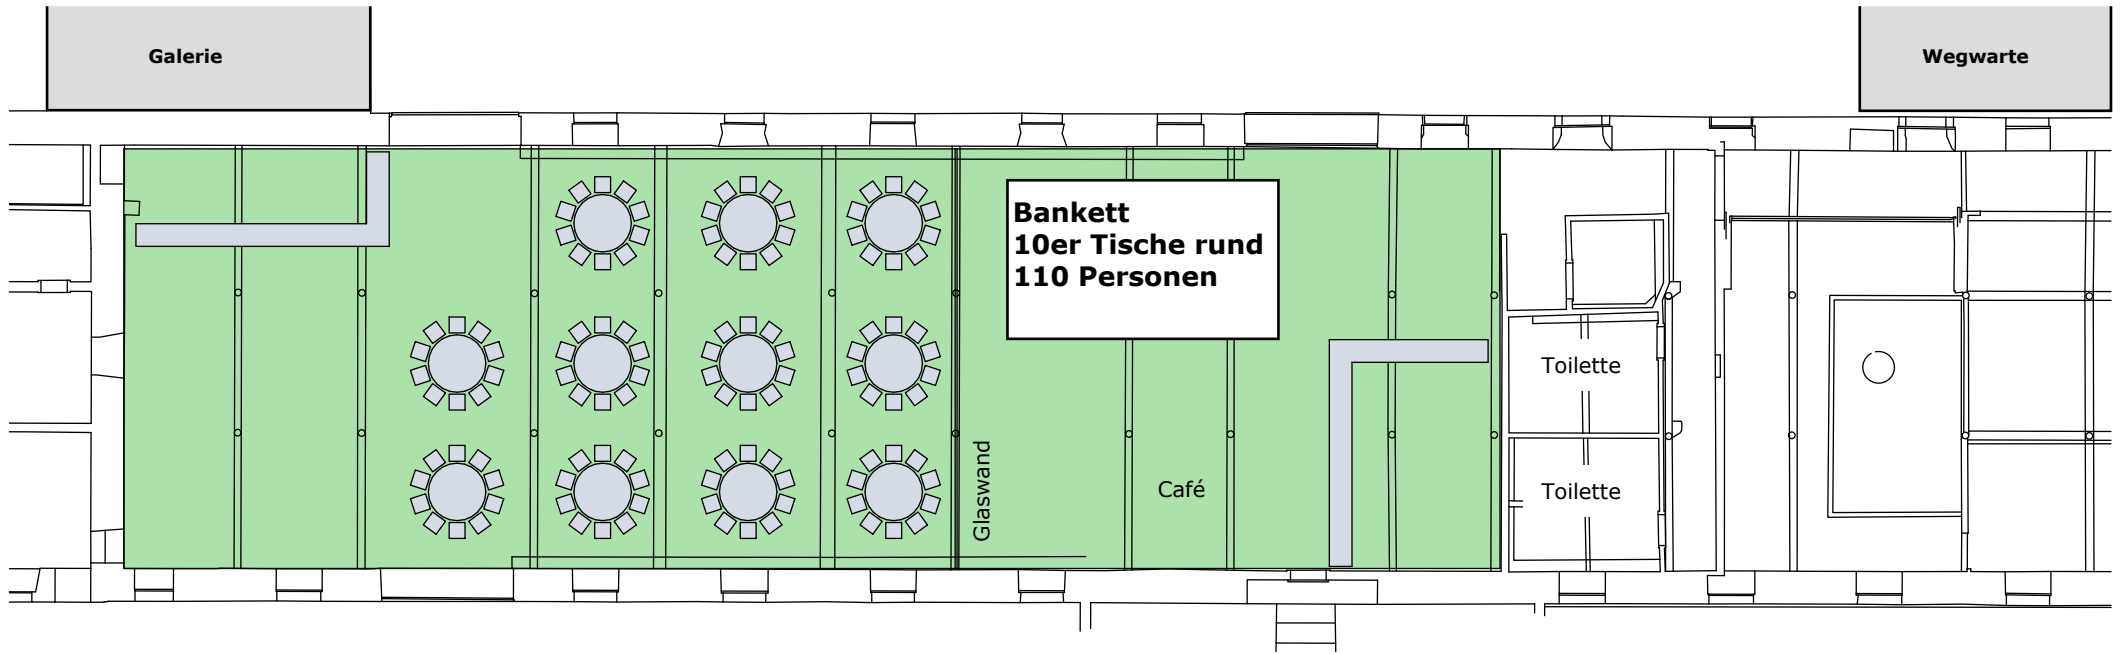 Galerie
Wegwarte
Bankett
10er Tische rund
110 Personen
Toilette
Glaswand
Café
Toilette